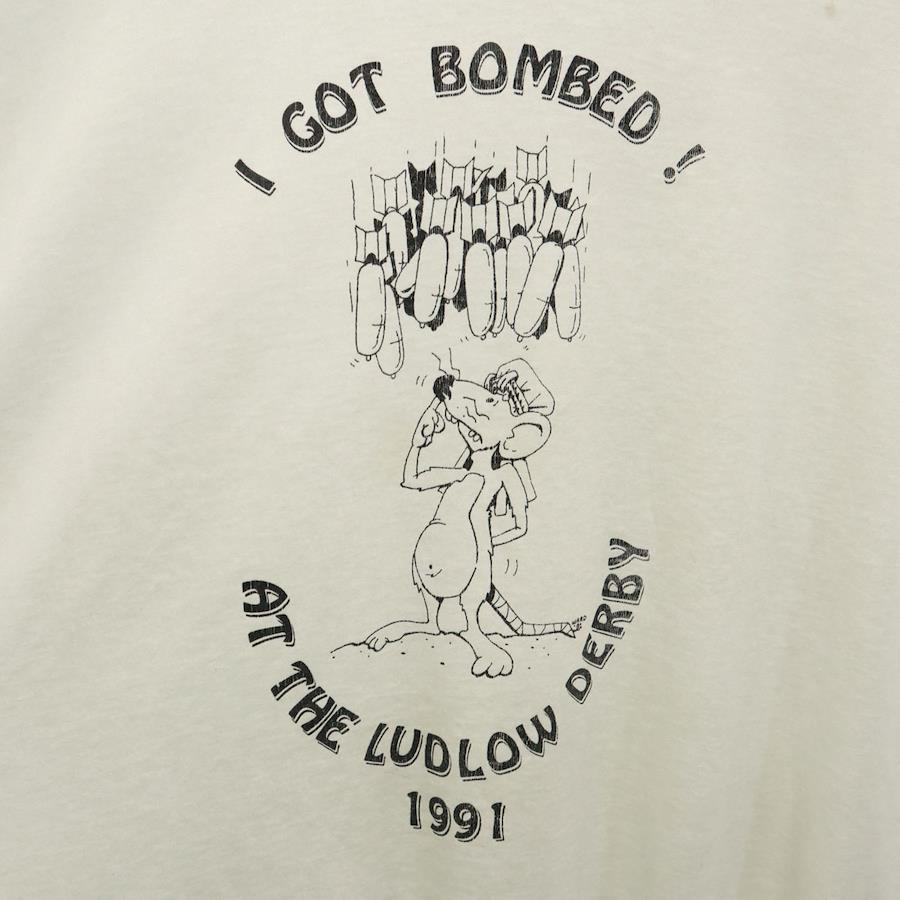 I GOT BOMBED !
AT THE LUDLOW DERBY
1991